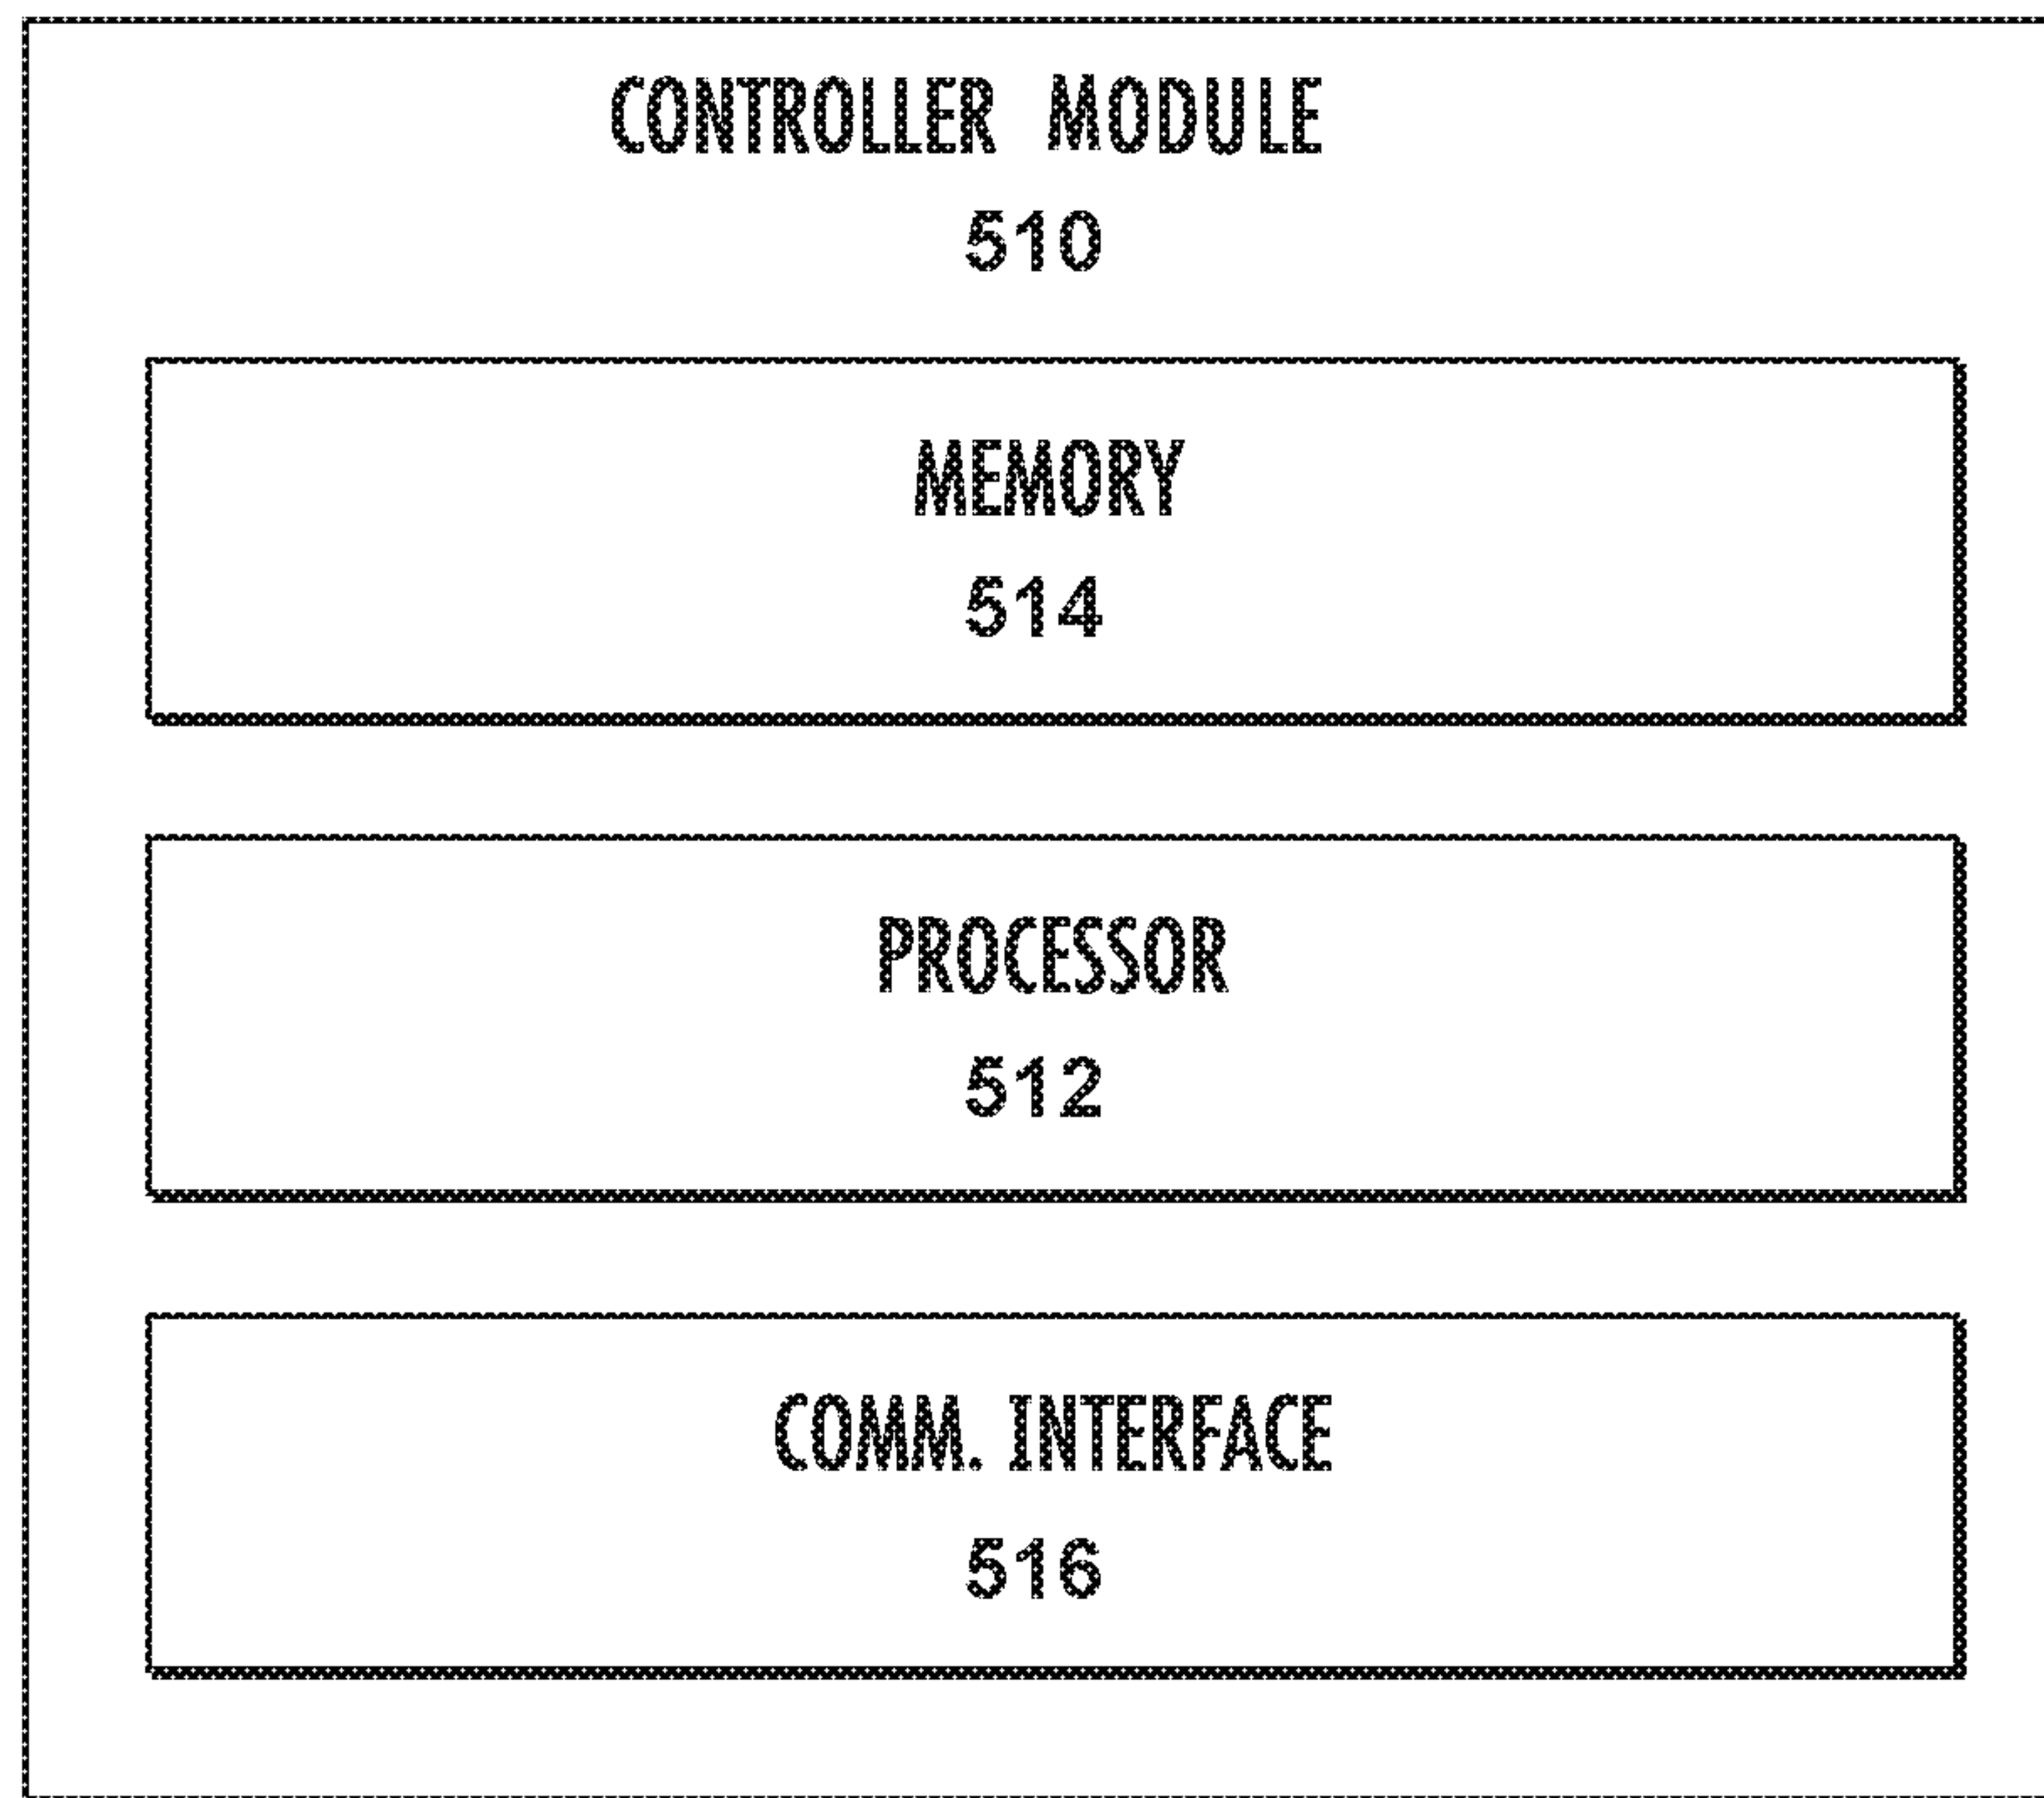 CONTROLLER MODULE
510
MEMORY
514
PROCESSOR
512
COMM. INTERFACE
516